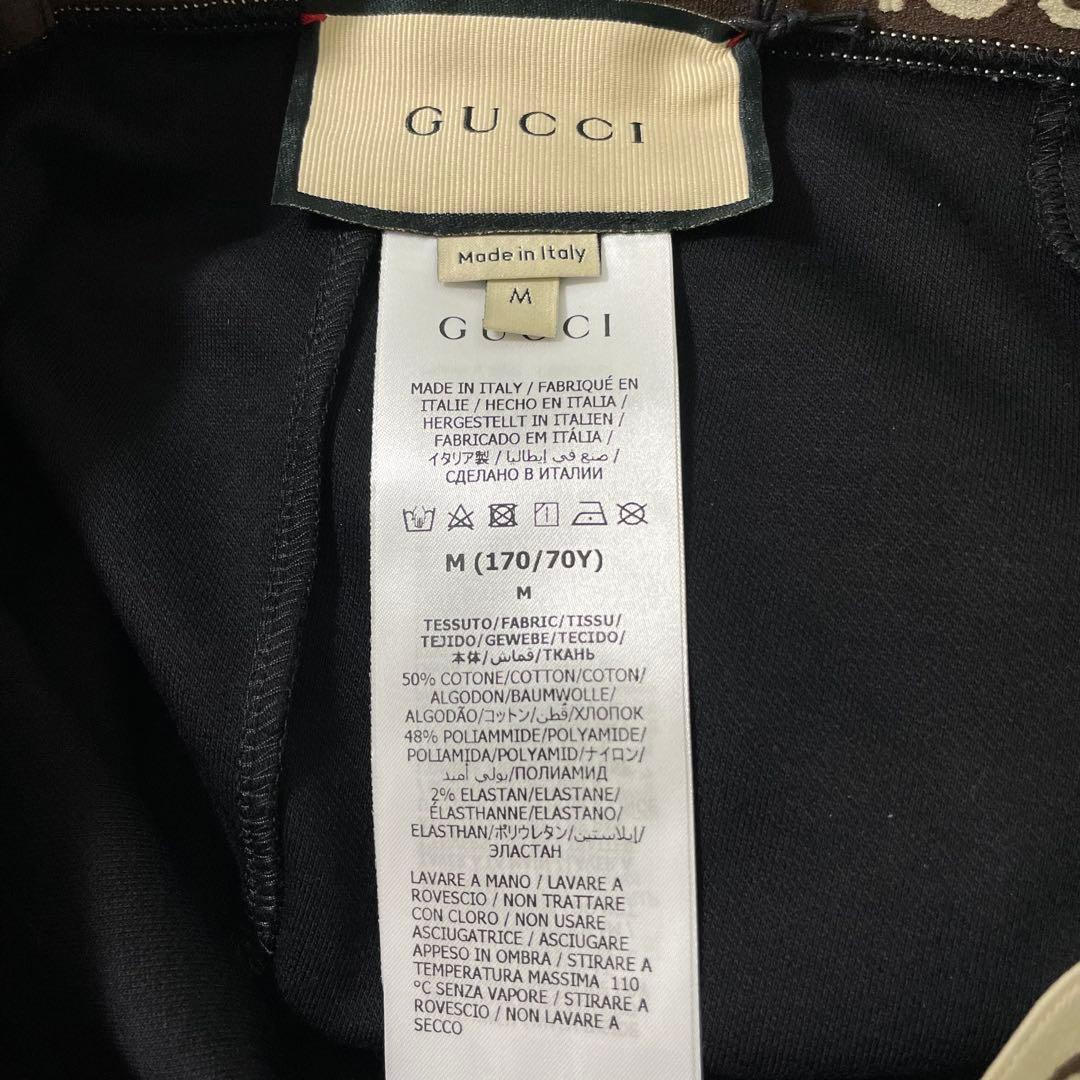 GUCCI
Made in Italy
M
GUCCI
MADE IN ITALY / FABRIQUÉ EN
ITALIE / HECHO EN ITALIA /
HERGESTELLT IN ITALIEN /
FABRICADO EM ITÁLIA /
イタリア製 / صنع في إيطاليا /
СДЕЛАНО В ИТАЛИИ
M (170/70Y)
M
TESSUTO/FABRIC/TISSU/
TEJIDO/GEWEBE/TECIDO/
本体/قماش/ТКАНЬ
50% COTONE/COTTON/COTON/
ALGODON/BAUMWOLLE/
ALGODÃO/コットン/قطن/ХЛОПОК
48% POLIAMMIDE/POLYAMIDE/
POLIAMIDA/POLYAMID/ナイロン/
بولي أميد/ПОЛИАМИД
2% ELASTAN/ELASTANE/
ÉLASTHANNE/ELASTANO/
ELASTHAN/ポリウレタン/إيلاستين/
ЭЛАСТАН
LAVARE A MANO / LAVARE A
ROVESCIO / NON TRATTARE
CON CLORO / NON USARE
ASCIUGATRICE / ASCIUGARE
APPESO IN OMBRA / STIRARE A
TEMPERATURA MASSIMA 110
°C SENZA VAPORE / STIRARE A
ROVESCIO / NON LAVARE A
SECCO